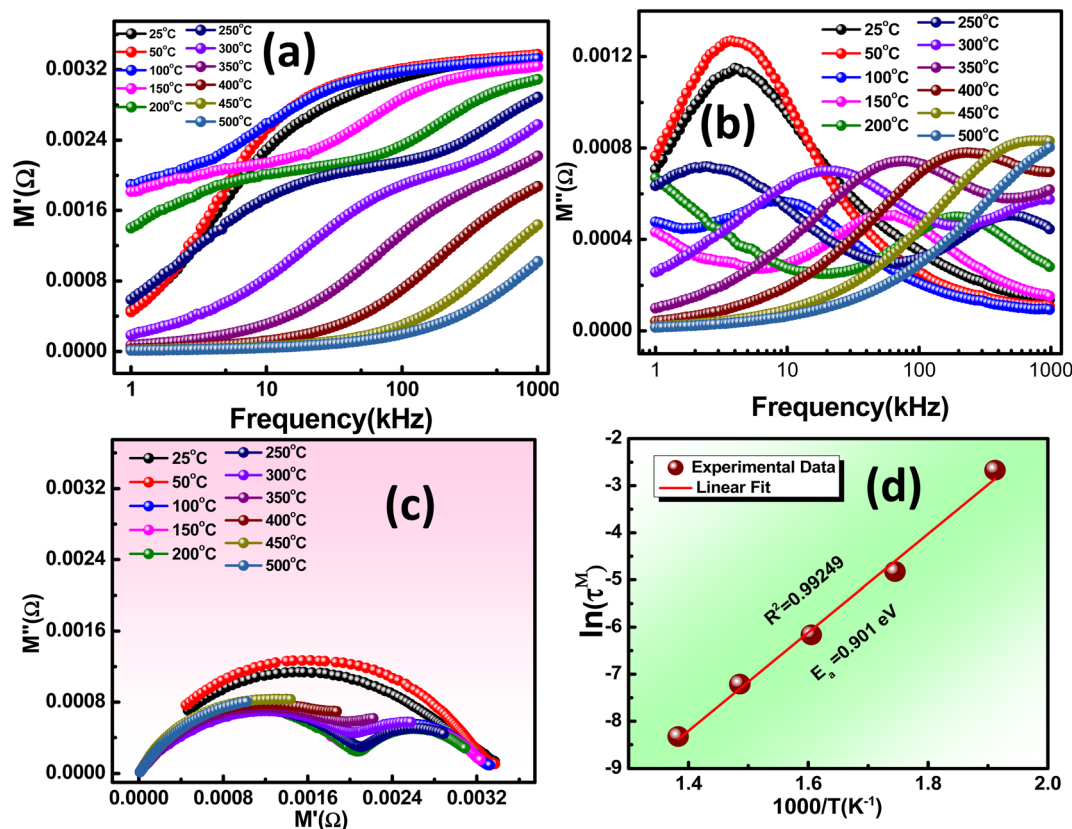 (a)
25°C
50°C
100°C
150°C
200°C
250°C
300°C
350°C
400°C
450°C
500°C
M'(Ω)
0.0032
0.0024
0.0016
0.0008
0.0000
1 10 100 1000
Frequency(kHz)
(b)
25°C
50°C
100°C
150°C
200°C
250°C
300°C
350°C
400°C
450°C
500°C
M"(Ω)
0.0012
0.0008
0.0004
0.0000
1 10 100 1000
Frequency(kHz)
(c)
25°C
50°C
100°C
150°C
200°C
250°C
300°C
350°C
400°C
450°C
500°C
M"(Ω)
0.0032
0.0024
0.0016
0.0008
0.0000
0.0000 0.0008 0.0016 0.0024 0.0032
M'(Ω)
(d)
Experimental Data
Linear Fit
R²=0.99249
Eₐ=0.901 eV
ln(τᴹ)
-2
-3
-4
-5
-6
-7
-8
-9
1.4 1.6 1.8 2.0
1000/T(K⁻¹)